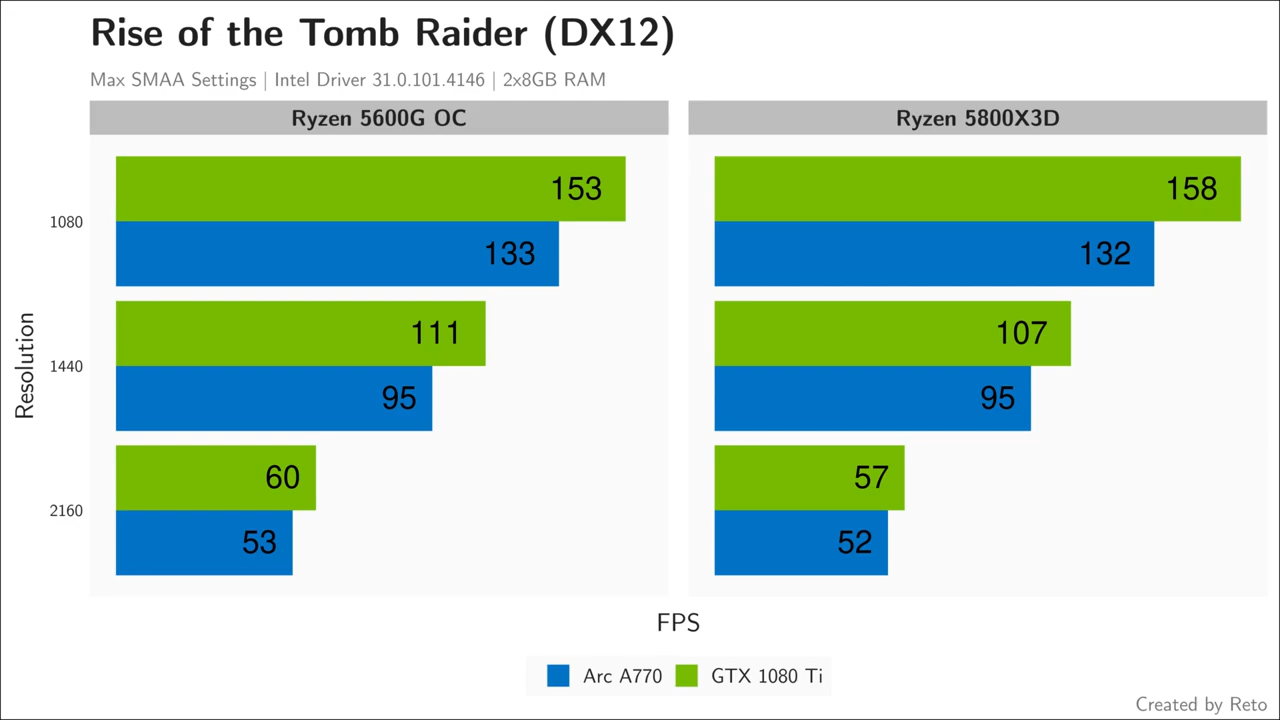 Rise of the Tomb Raider (DX12)
Max SMAA Settings | Intel Driver 31.0.101.4146 | 2x8GB RAM
Ryzen 5600G OC
Ryzen 5800X3D
Resolution
1080
153
133
158
132
1440
111
95
107
95
2160
60
53
57
52
FPS
Arc A770
GTX 1080 Ti
Created by Reto